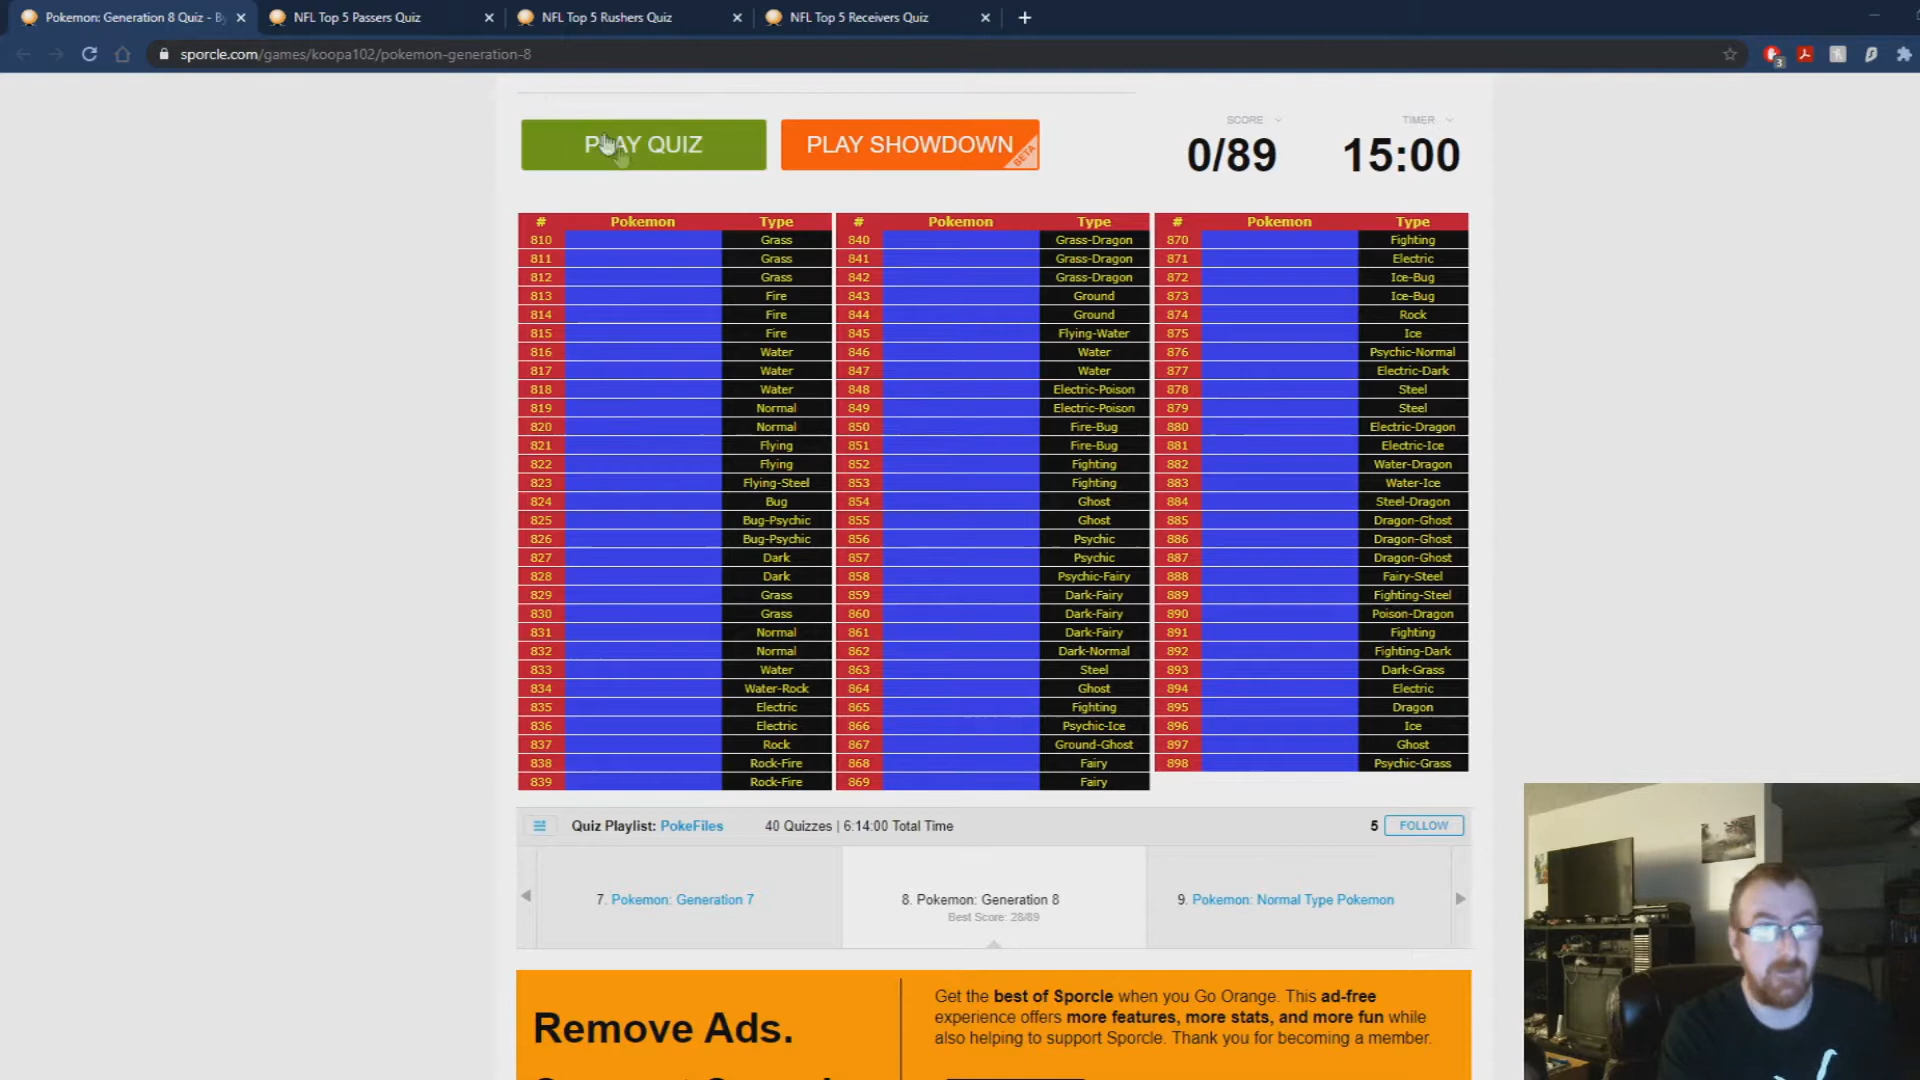 Pokemon: Generation 8 Quiz - By
NFL Top 5 Passers Quiz
NFL Top 5 Rushers Quiz
NFL Top 5 Receivers Quiz
sporcle.com/games/koopa102/pokemon-generation-8
3
PLAY QUIZ
PLAY SHOWDOWN
BETA
SCORE
0/89
TIMER
15:00
# Pokemon Type # Pokemon Type # Pokemon Type
810 Grass 840 Grass-Dragon 870 Fighting
811 Grass 841 Grass-Dragon 871 Electric
812 Grass 842 Grass-Dragon 872 Ice-Bug
813 Fire 843 Ground 873 Ice-Bug
814 Fire 844 Ground 874 Rock
815 Fire 845 Flying-Water 875 Ice
816 Water 846 Water 876 Psychic-Normal
817 Water 847 Water 877 Electric-Dark
818 Water 848 Electric-Poison 878 Steel
819 Normal 849 Electric-Poison 879 Steel
820 Normal 850 Fire-Bug 880 Electric-Dragon
821 Flying 851 Fire-Bug 881 Electric-Ice
822 Flying 852 Fighting 882 Water-Dragon
823 Flying-Steel 853 Fighting 883 Water-Ice
824 Bug 854 Ghost 884 Steel-Dragon
825 Bug-Psychic 855 Ghost 885 Dragon-Ghost
826 Bug-Psychic 856 Psychic 886 Dragon-Ghost
827 Dark 857 Psychic 887 Dragon-Ghost
828 Dark 858 Psychic-Fairy 888 Fairy-Steel
829 Grass 859 Dark-Fairy 889 Fighting-Steel
830 Grass 860 Dark-Fairy 890 Poison-Dragon
831 Normal 861 Dark-Fairy 891 Fighting
832 Normal 862 Dark-Normal 892 Fighting-Dark
833 Water 863 Steel 893 Dark-Grass
834 Water-Rock 864 Ghost 894 Electric
835 Electric 865 Fighting 895 Dragon
836 Electric 866 Psychic-Ice 896 Ice
837 Rock 867 Ground-Ghost 897 Ghost
838 Rock-Fire 868 Fairy 898 Psychic-Grass
839 Rock-Fire 869 Fairy
Quiz Playlist: PokeFiles 40 Quizzes | 6:14:00 Total Time 5 FOLLOW
7. Pokemon: Generation 7
8. Pokemon: Generation 8
Best Score: 28/89
9. Pokemon: Normal Type Pokemon
Remove Ads.
Get the best of Sporcle when you Go Orange. This ad-free
experience offers more features, more stats, and more fun while
also helping to support Sporcle. Thank you for becoming a member.